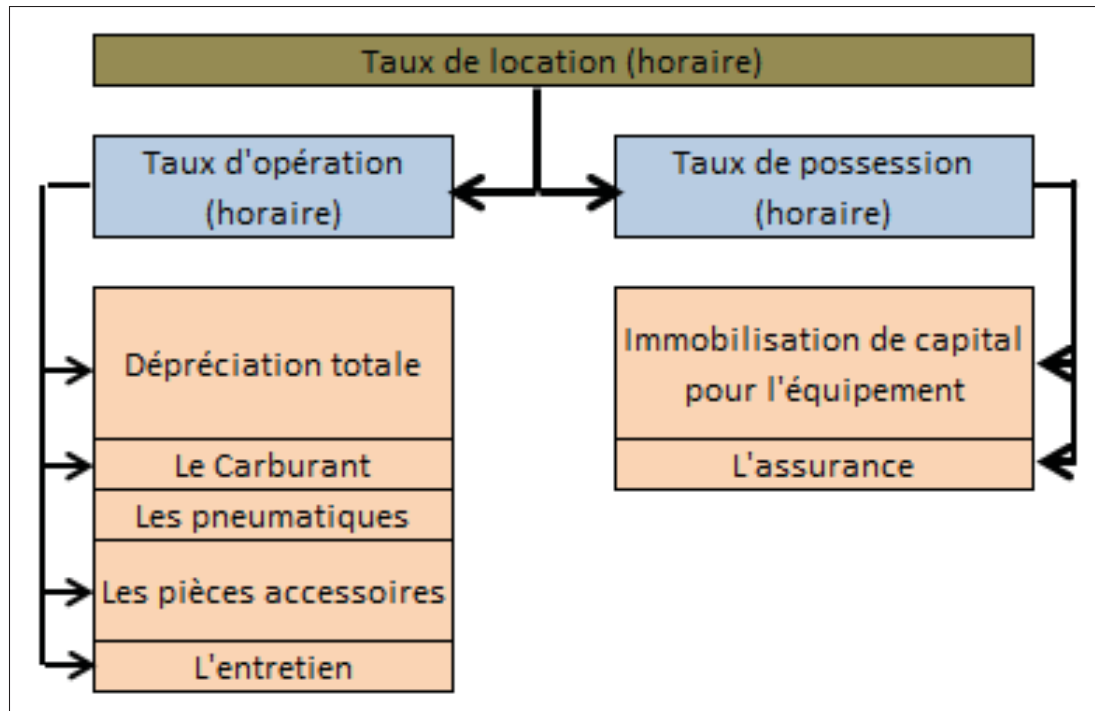 Taux de location (horaire)
Taux d'opération
(horaire)
Taux de possession
(horaire)
Dépréciation totale
Le Carburant
Les pneumatiques
Les pièces accessoires
L'entretien
Immobilisation de capital
pour l'équipement
L'assurance